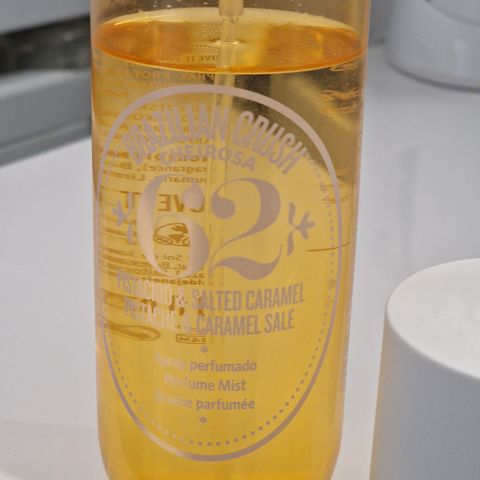 BRAZILIAN CRUSH
CHEIROSA
62
PISTACHIO & SALTED CARAMEL
PISTACHE & CARAMEL SALÉ
*
Spray perfumado
Perfume Mist
Brume parfumée
*